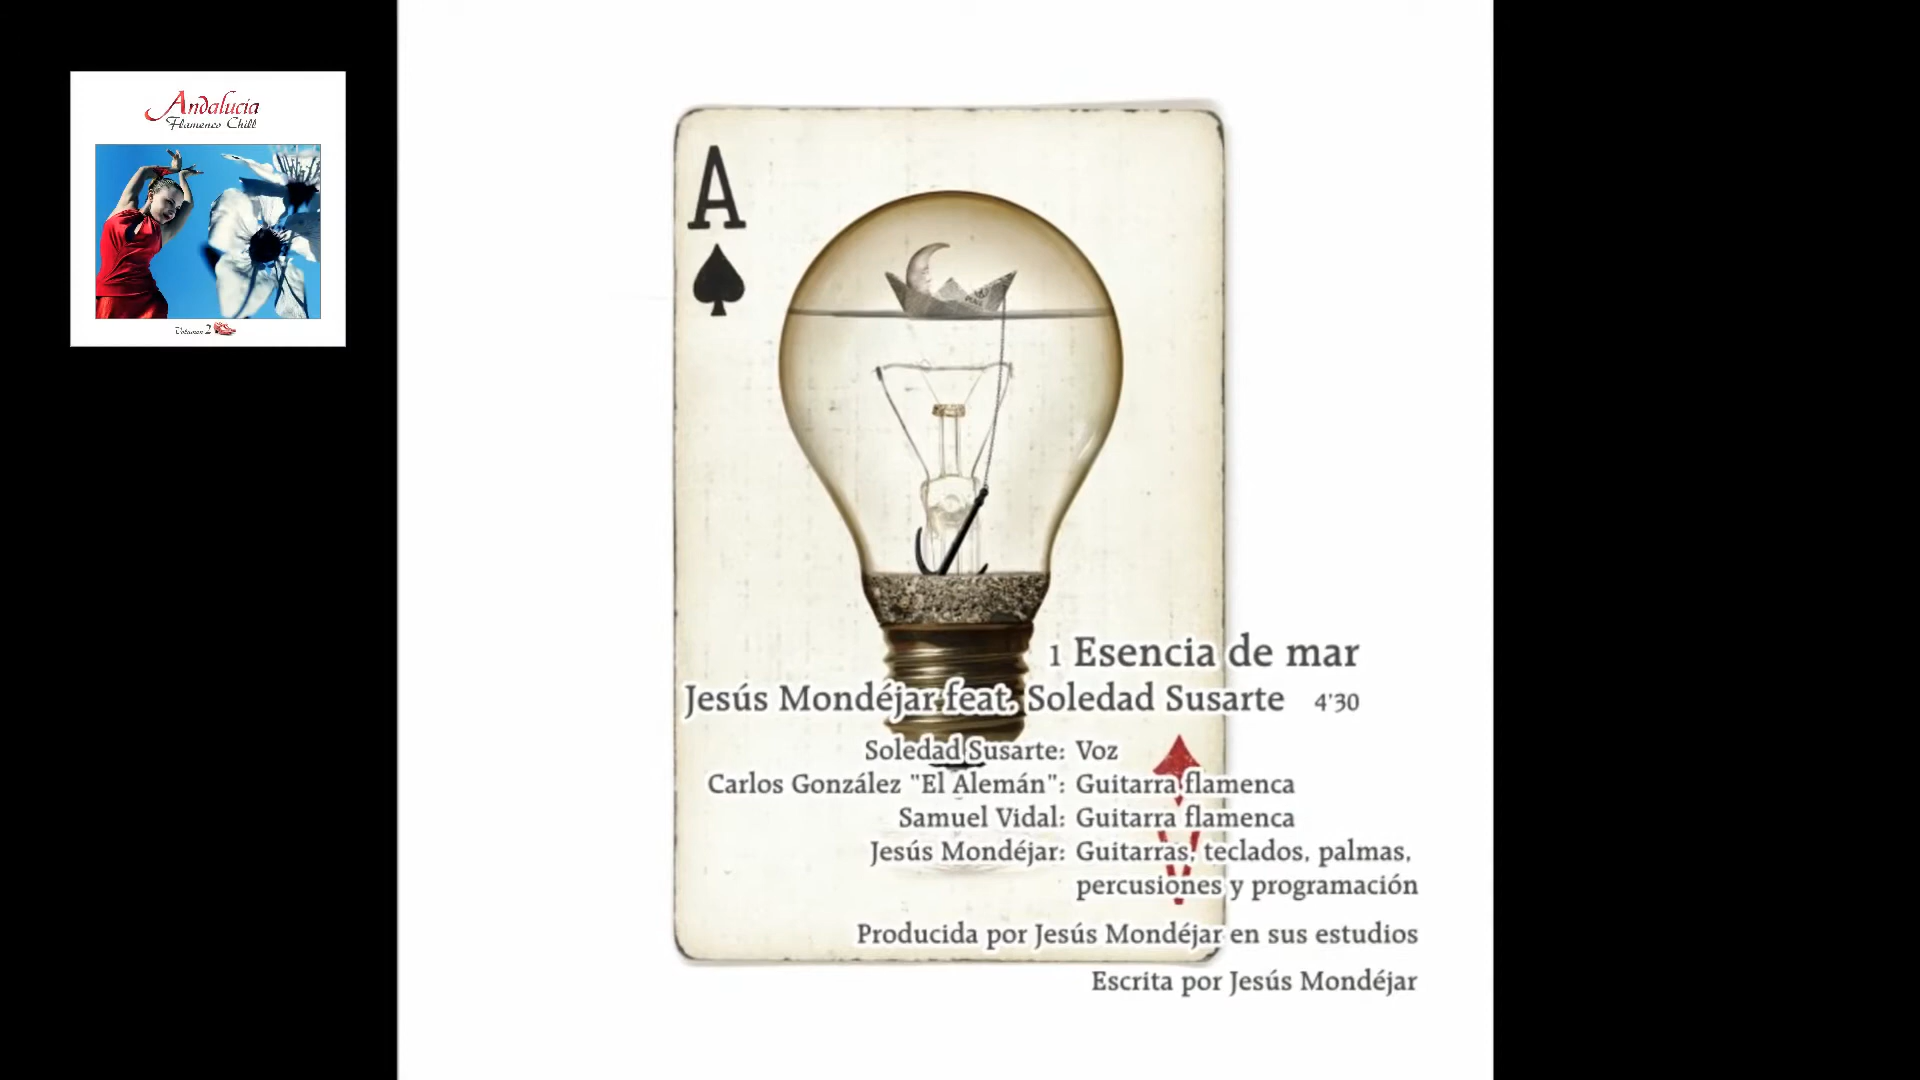 Andalucía
Flamenco Chill
Volumen 2
A
1 Esencia de mar
Jesús Mondéjar feat. Soledad Susarte 4'30
Soledad Susarte: Voz
Carlos González "El Alemán": Guitarra flamenca
Samuel Vidal: Guitarra flamenca
Jesús Mondéjar: Guitarras, teclados, palmas,
percusiones y programación
Producida por Jesús Mondéjar en sus estudios
Escrita por Jesús Mondéjar